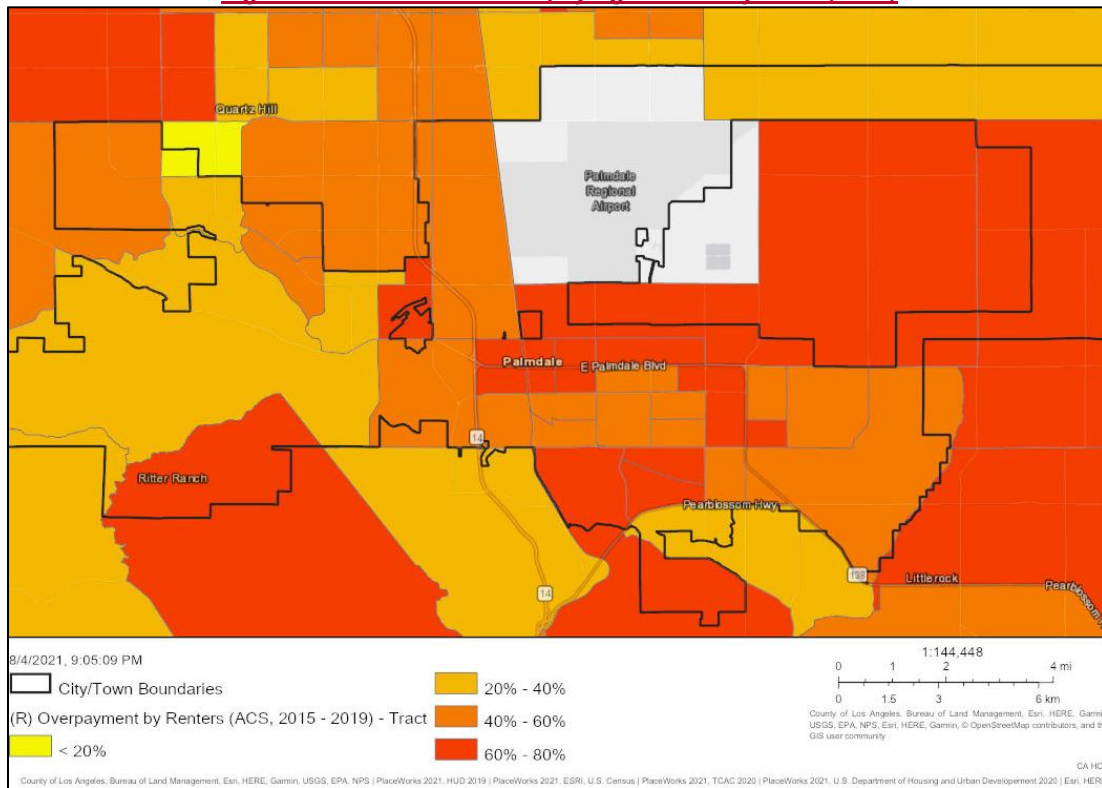 Quartz Hill
Palmdale
Regional
Airport
Palmdale
E Palmdale Blvd
14
Ritter Ranch
Pearblossom Hwy
14
138
Littlerock
8/4/2021, 9:05:09 PM
City/Town Boundaries
(R) Overpayment by Renters (ACS, 2015 - 2019) - Tract
< 20%
20% - 40%
40% - 60%
60% - 80%
1:144,448
0 1 2 4 mi
0 1.5 3 6 km
County of Los Angeles, Bureau of Land Management, Esri, HERE, Garmin,
USGS, EPA, NPS, Esri, HERE, Garmin, © OpenStreetMap contributors, and th
GIS user community
CA HC
County of Los Angeles, Bureau of Land Management, Esri, HERE, Garmin, USGS, EPA, NPS | PlaceWorks 2021, HUD 2019 | PlaceWorks 2021, ESRI, U.S. Census | PlaceWorks 2021, TCAC 2020 | PlaceWorks 2021, U.S. Department of Housing and Urban Developement 2020 | Esri, HERE